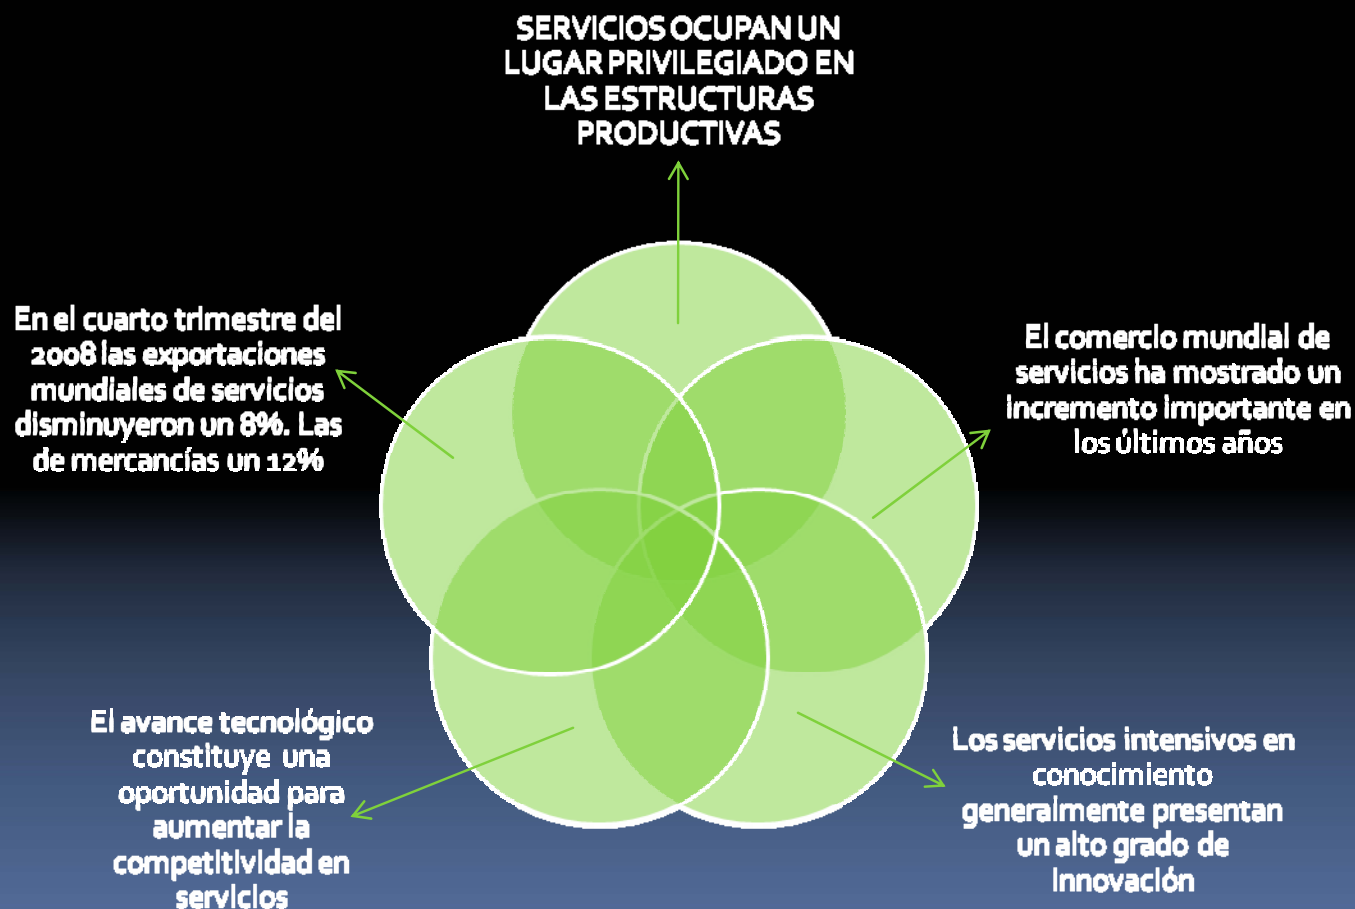 SERVICIOS OCUPAN UN
LUGAR PRIVILEGIADO EN
LAS ESTRUCTURAS
PRODUCTIVAS
En el cuarto trimestre del
2008 las exportaciones
mundiales de servicios
disminuyeron un 8%. Las
de mercancías un 12%
El comercio mundial de
servicios ha mostrado un
incremento importante en
los últimos años
El avance tecnológico
constituye una
oportunidad para
aumentar la
competitividad en
servicios
Los servicios intensivos en
conocimiento
generalmente presentan
un alto grado de
innovación